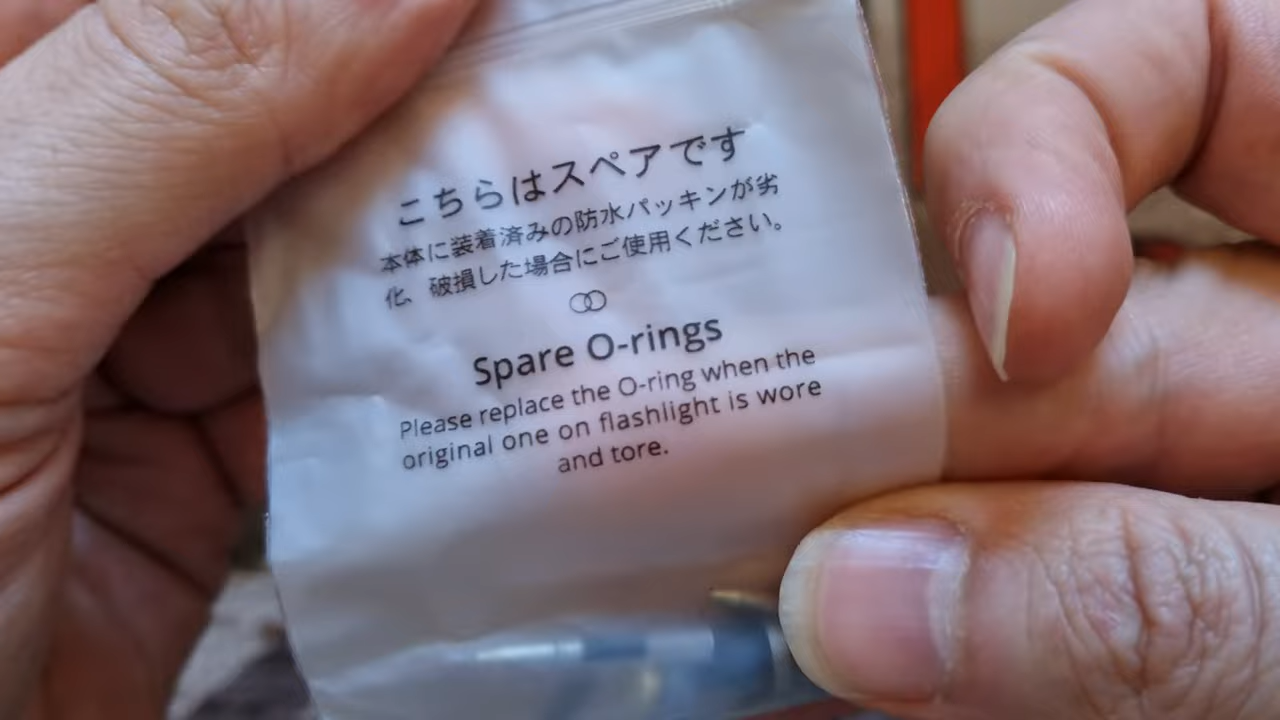 こちらはスペアです
本体に装着済みの防水パッキンが劣
化、破損した場合にご使用ください。
Spare O-rings
Please replace the O-ring when the
original one on flashlight is wore
and tore.